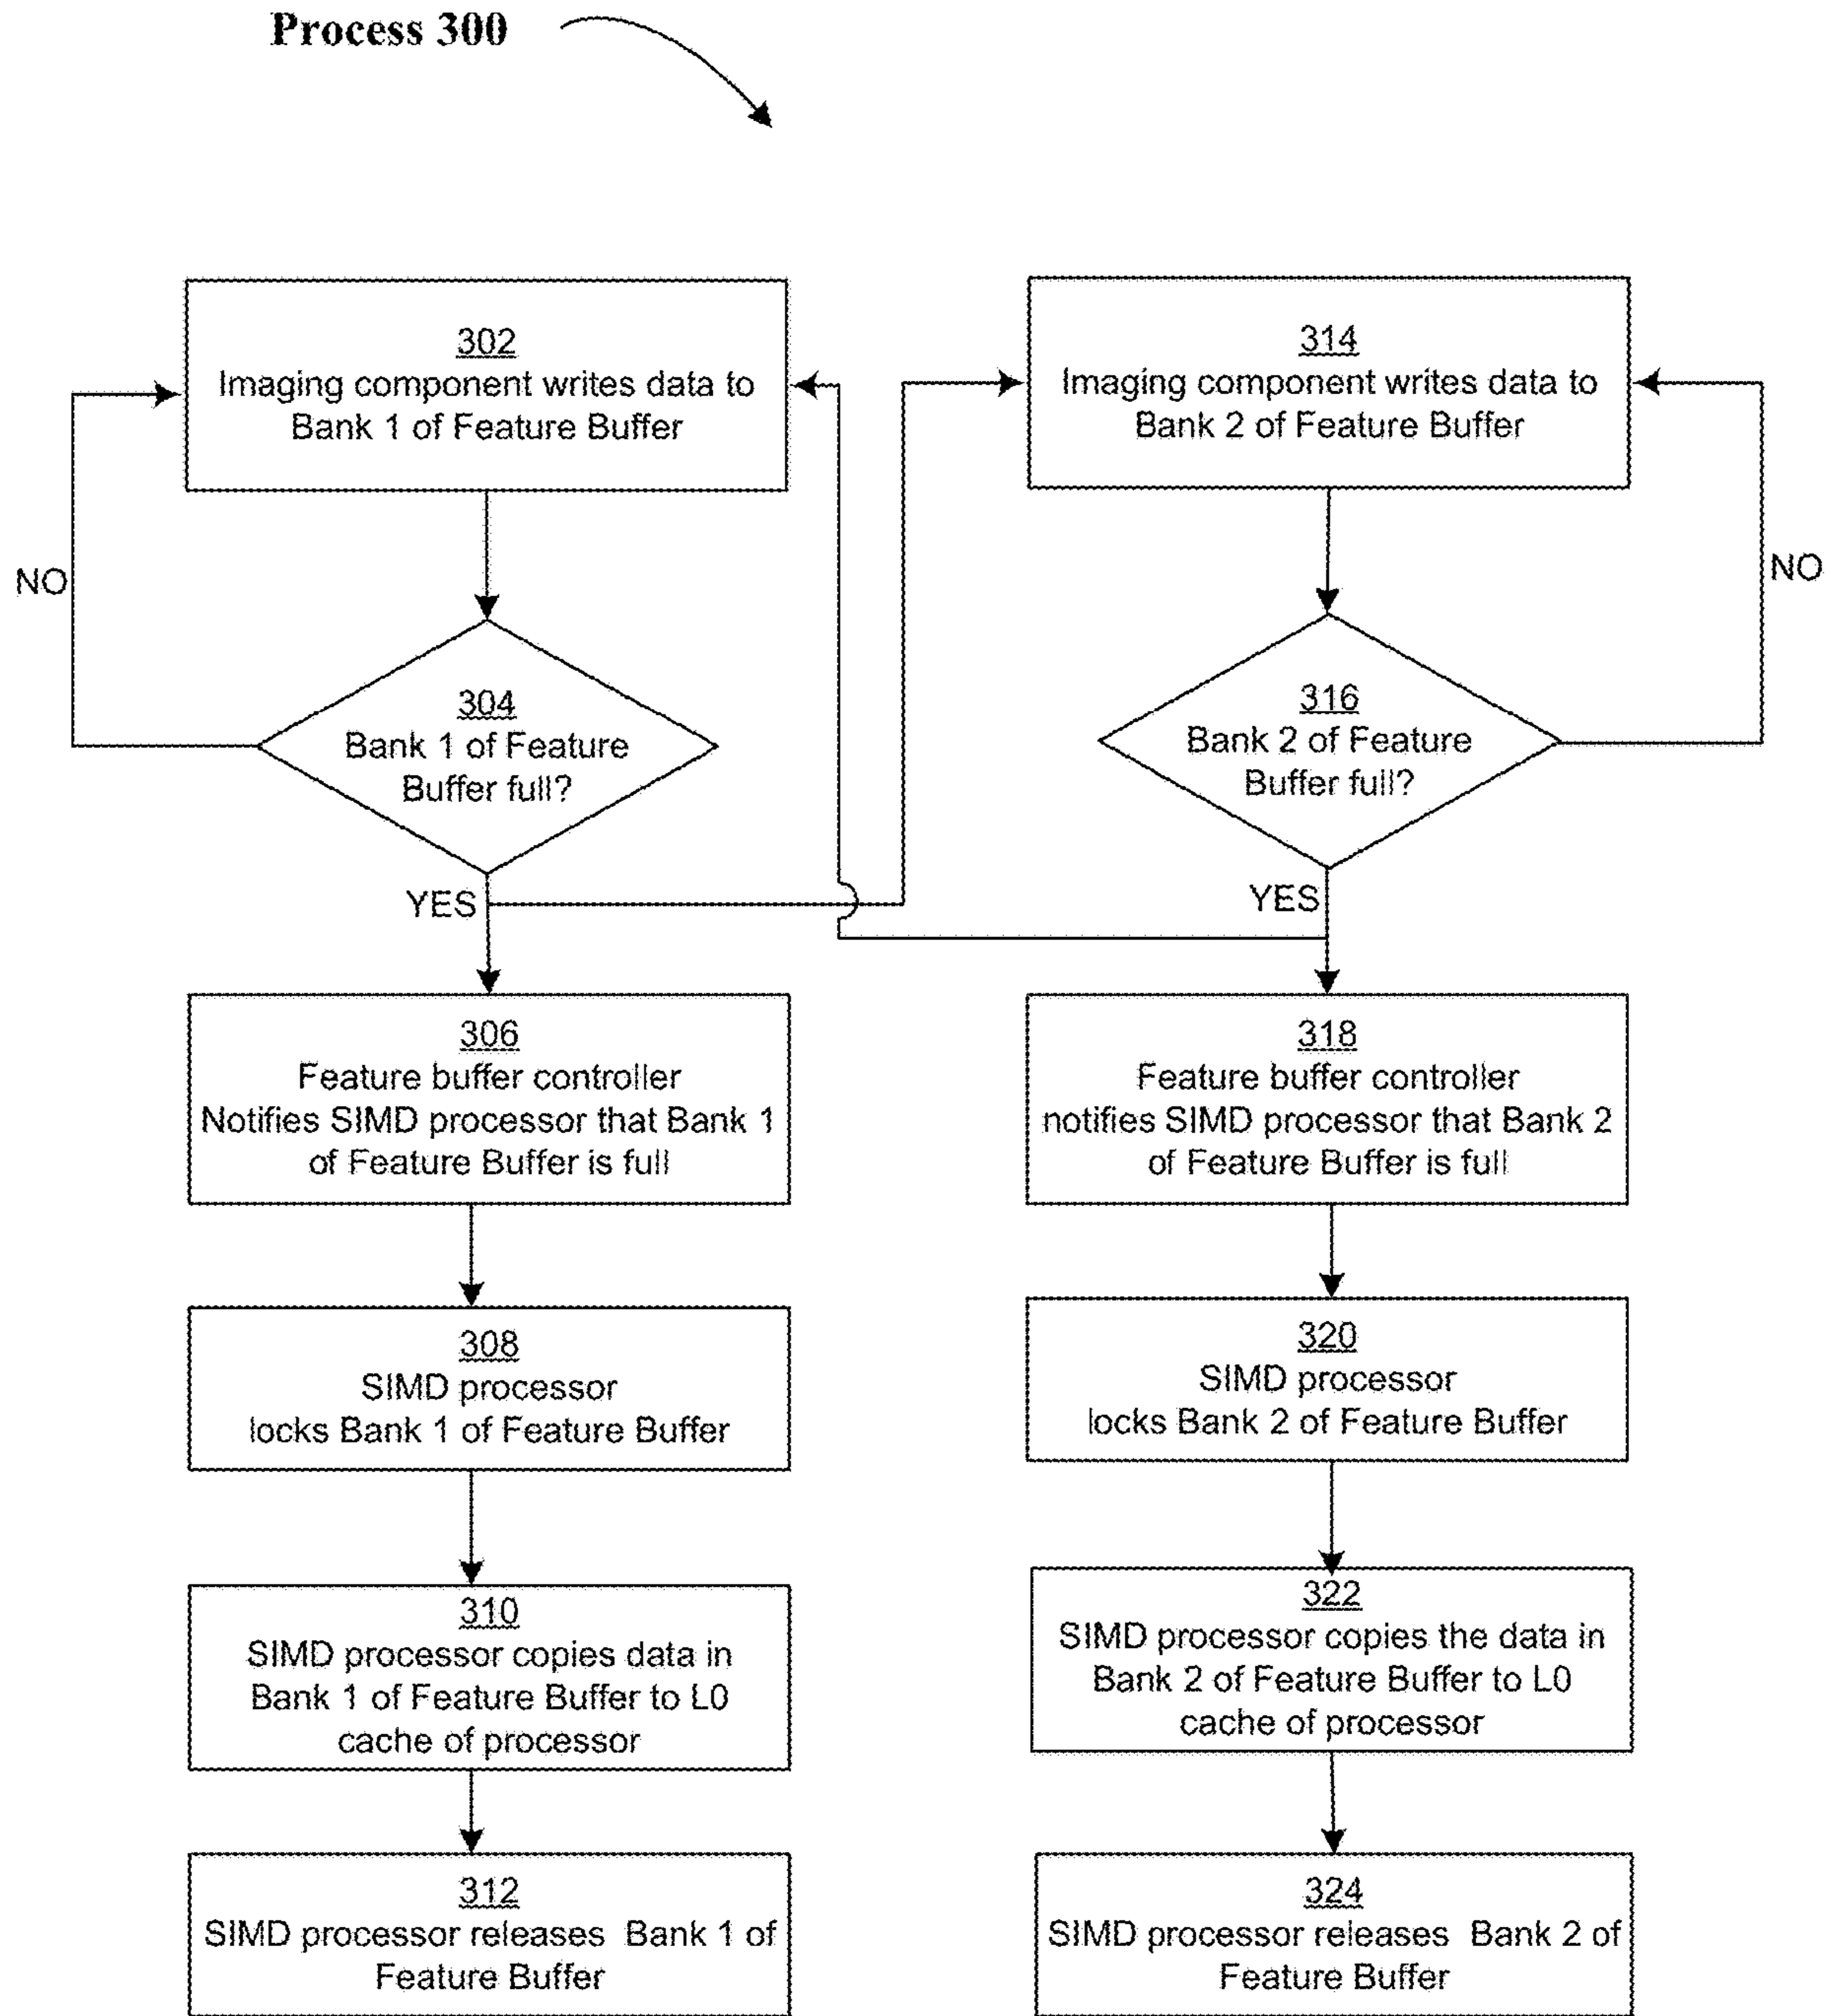 Process 300
302
Imaging component writes data to
Bank 1 of Feature Buffer
314
Imaging component writes data to
Bank 2 of Feature Buffer
NO
NO
304
Bank 1 of Feature
Buffer full?
316
Bank 2 of Feature
Buffer full?
YES
YES
306
Feature buffer controller
Notifies SIMD processor that Bank 1
of Feature Buffer is full
318
Feature buffer controller
notifies SIMD processor that Bank 2
of Feature Buffer is full
308
SIMD processor
locks Bank 1 of Feature Buffer
320
SIMD processor
locks Bank 2 of Feature Buffer
310
SIMD processor copies data in
Bank 1 of Feature Buffer to L0
cache of processor
322
SIMD processor copies the data in
Bank 2 of Feature Buffer to L0
cache of processor
312
SIMD processor releases Bank 1 of
Feature Buffer
324
SIMD processor releases Bank 2 of
Feature Buffer